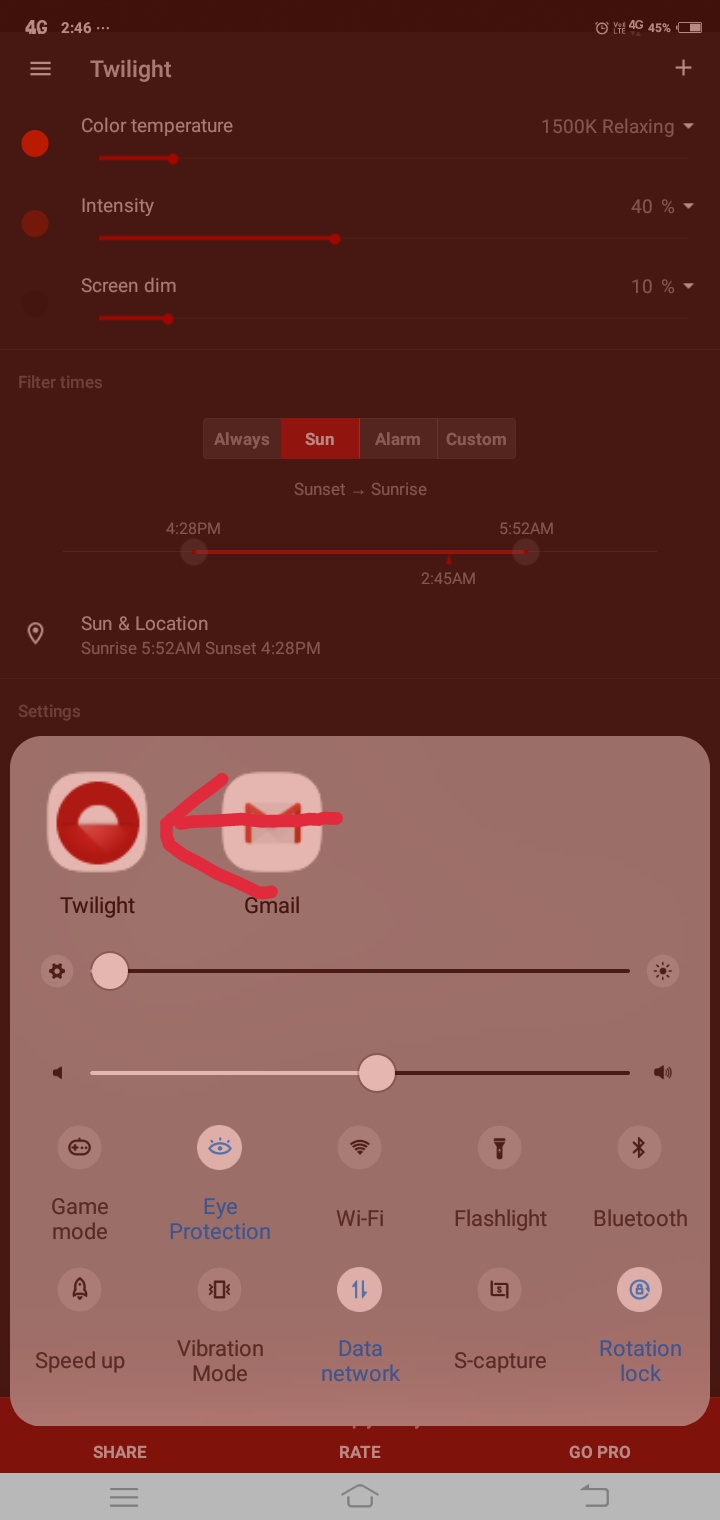 4G 2:46 ... VoD LTE 4G 45%
Twilight
Color temperature 1500K Relaxing
Intensity 40 %
Screen dim 10 %
Filter times
Always Sun Alarm Custom
Sunset → Sunrise
4:28PM 5:52AM
2:45AM
Sun & Location
Sunrise 5:52AM Sunset 4:28PM
Settings
Twilight Gmail
Game mode
Eye Protection
Wi-Fi
Flashlight
Bluetooth
Speed up
Vibration Mode
Data network
S-capture
Rotation lock
SHARE RATE GO PRO